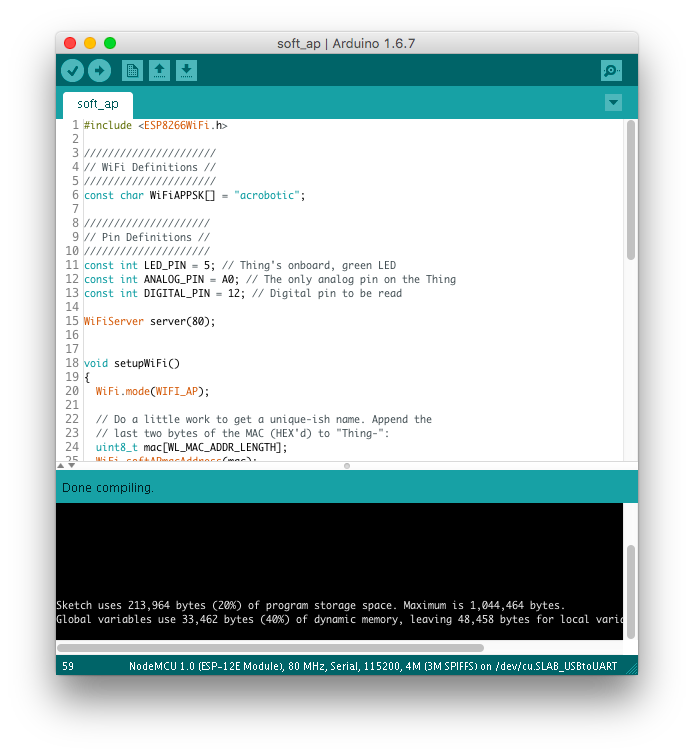 soft_ap | Arduino 1.6.7
soft_ap
1 #include <ESP8266WiFi.h>
2
3 //////////////////////
4 // WiFi Definitions //
5 //////////////////////
6 const char WiFiAPPSK[] = "acrobotic";
7
8 /////////////////////
9 // Pin Definitions //
10 /////////////////////
11 const int LED_PIN = 5; // Thing's onboard, green LED
12 const int ANALOG_PIN = A0; // The only analog pin on the Thing
13 const int DIGITAL_PIN = 12; // Digital pin to be read
14
15 WiFiServer server(80);
16
17
18 void setupWiFi()
19 {
20 WiFi.mode(WIFI_AP);
21
22 // Do a little work to get a unique-ish name. Append the
23 // last two bytes of the MAC (HEX'd) to "Thing-":
24 uint8_t mac[WL_MAC_ADDR_LENGTH];
25 WiFi.softAPmacAddress(mac);
Done compiling.
Sketch uses 213,964 bytes (20%) of program storage space. Maximum is 1,044,464 bytes.
Global variables use 33,462 bytes (40%) of dynamic memory, leaving 48,458 bytes for local
59 NodeMCU 1.0 (ESP-12E Module), 80 MHz, Serial, 115200, 4M (3M SPIFFS) on /dev/cu.SLAB_USBtoUART